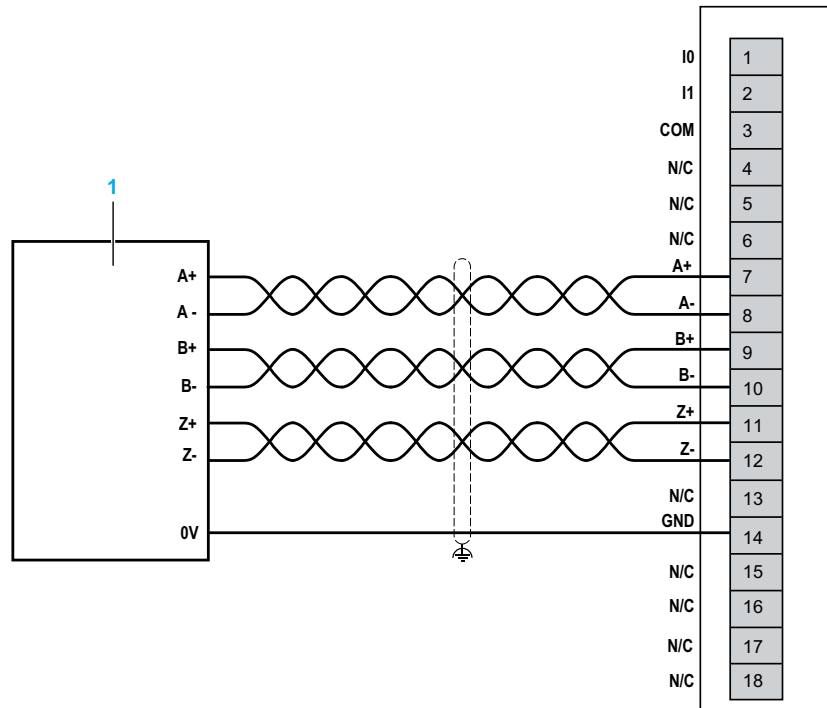 I0 1
I1 2
COM 3
N/C 4
N/C 5
N/C 6
1
A+ A+ 7
A - A- 8
B+ B+ 9
B- B- 10
Z+ Z+ 11
Z- Z- 12
N/C 13
0V GND 14
N/C 15
N/C 16
N/C 17
N/C 18